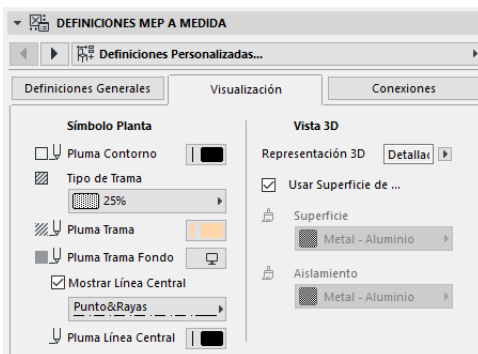 DEFINICIONES MEP A MEDIDA
Definiciones Personalizadas...
Definiciones Generales
Visualización
Conexiones
Símbolo Planta
Pluma Contorno
Tipo de Trama
25%
Pluma Trama
Pluma Trama Fondo
Mostrar Línea Central
Punto&Rayas
Pluma Línea Central
Vista 3D
Representación 3D
Detallac
Usar Superficie de ...
Superficie
Metal - Aluminio
Aislamiento
Metal - Aluminio